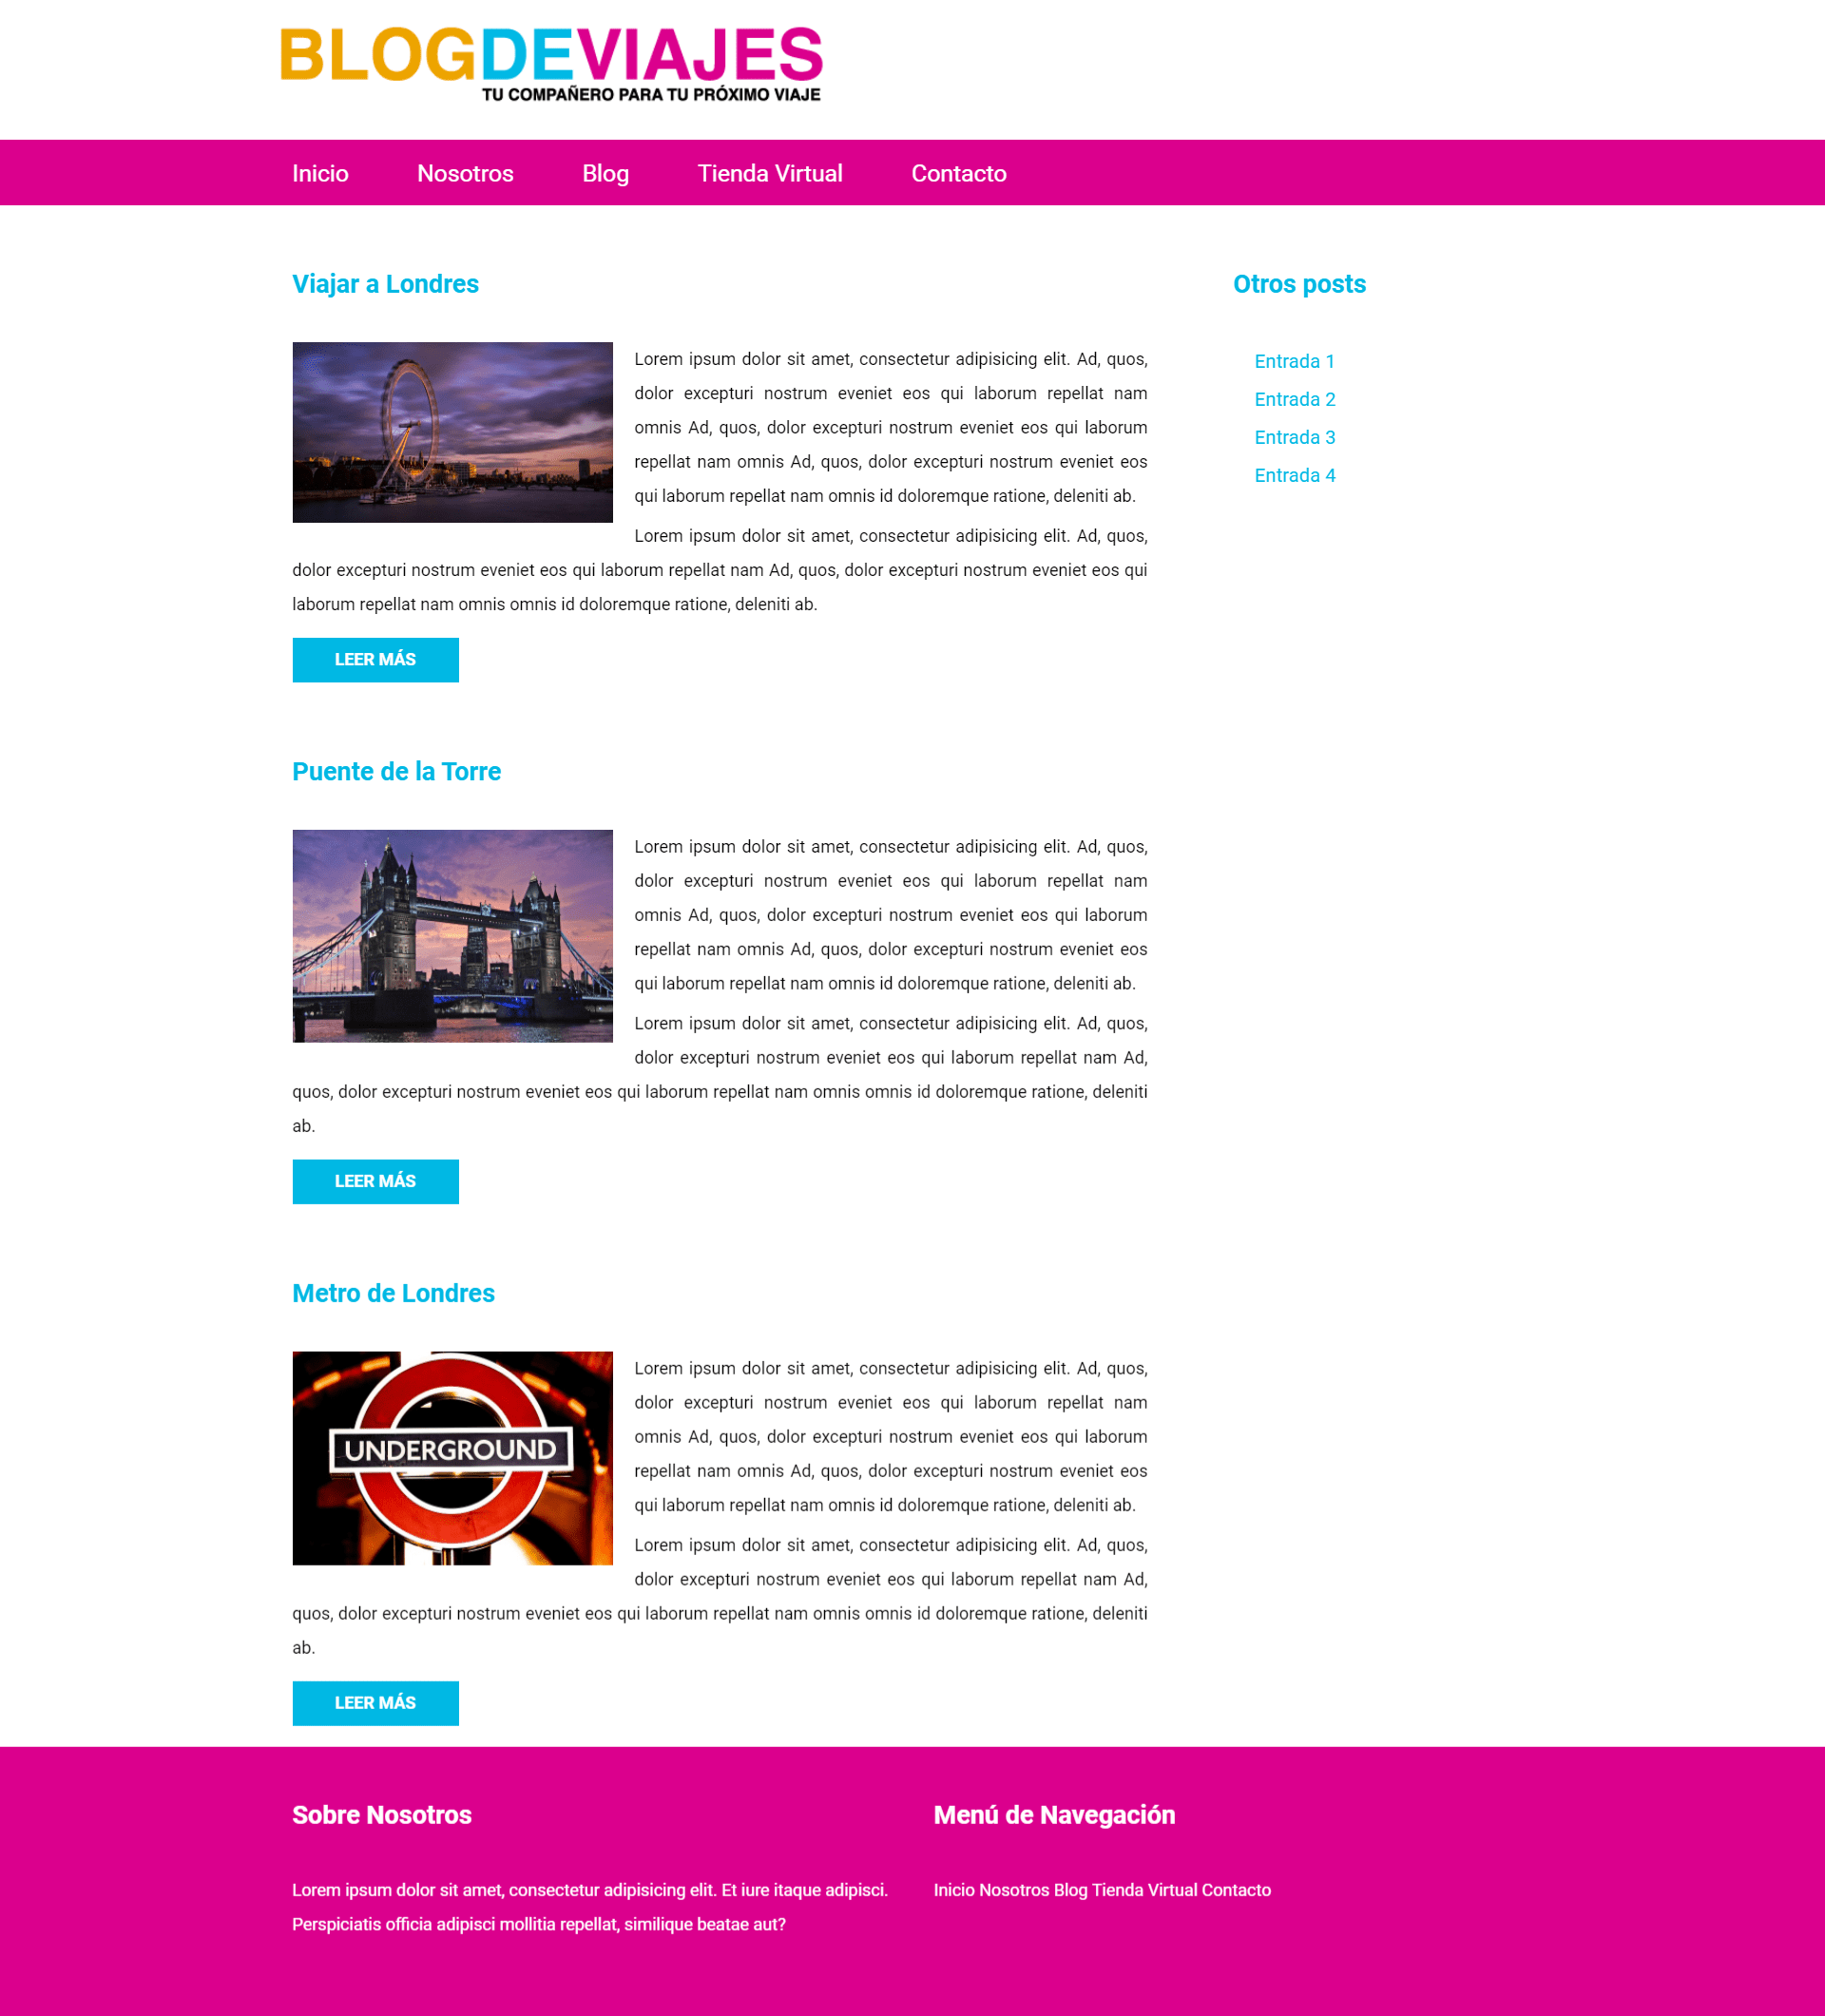 BLOGDEVIAJES
TU COMPAÑERO PARA TU PRÓXIMO VIAJE
Inicio Nosotros Blog Tienda Virtual Contacto
Viajar a Londres
Lorem ipsum dolor sit amet, consectetur adipisicing elit. Ad, quos,
dolor excepturi nostrum eveniet eos qui laborum repellat nam
omnis Ad, quos, dolor excepturi nostrum eveniet eos qui laborum
repellat nam omnis Ad, quos, dolor excepturi nostrum eveniet eos
qui laborum repellat nam omnis id doloremque ratione, deleniti ab.
Lorem ipsum dolor sit amet, consectetur adipisicing elit. Ad, quos,
dolor excepturi nostrum eveniet eos qui laborum repellat nam Ad, quos, dolor excepturi nostrum eveniet eos qui
laborum repellat nam omnis omnis id doloremque ratione, deleniti ab.
LEER MÁS
Puente de la Torre
Lorem ipsum dolor sit amet, consectetur adipisicing elit. Ad, quos,
dolor excepturi nostrum eveniet eos qui laborum repellat nam
omnis Ad, quos, dolor excepturi nostrum eveniet eos qui laborum
repellat nam omnis Ad, quos, dolor excepturi nostrum eveniet eos
qui laborum repellat nam omnis id doloremque ratione, deleniti ab.
Lorem ipsum dolor sit amet, consectetur adipisicing elit. Ad, quos,
dolor excepturi nostrum eveniet eos qui laborum repellat nam Ad,
quos, dolor excepturi nostrum eveniet eos qui laborum repellat nam omnis omnis id doloremque ratione, deleniti
ab.
LEER MÁS
Metro de Londres
UNDERGROUND
Lorem ipsum dolor sit amet, consectetur adipisicing elit. Ad, quos,
dolor excepturi nostrum eveniet eos qui laborum repellat nam
omnis Ad, quos, dolor excepturi nostrum eveniet eos qui laborum
repellat nam omnis Ad, quos, dolor excepturi nostrum eveniet eos
qui laborum repellat nam omnis id doloremque ratione, deleniti ab.
Lorem ipsum dolor sit amet, consectetur adipisicing elit. Ad, quos,
dolor excepturi nostrum eveniet eos qui laborum repellat nam Ad,
quos, dolor excepturi nostrum eveniet eos qui laborum repellat nam omnis omnis id doloremque ratione, deleniti
ab.
LEER MÁS
Otros posts
Entrada 1
Entrada 2
Entrada 3
Entrada 4
Sobre Nosotros
Lorem ipsum dolor sit amet, consectetur adipisicing elit. Et iure itaque adipisci.
Perspiciatis officia adipisci mollitia repellat, similique beatae aut?
Menú de Navegación
Inicio Nosotros Blog Tienda Virtual Contacto